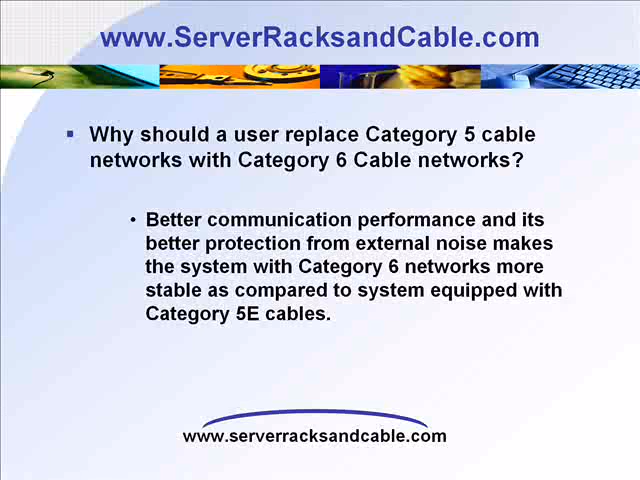 www.ServerRacksandCable.com
Why should a user replace Category 5 cable
networks with Category 6 Cable networks?
Better communication performance and its
better protection from external noise makes
the system with Category 6 networks more
stable as compared to system equipped with
Category 5E cables.
www.serverracksandcable.com